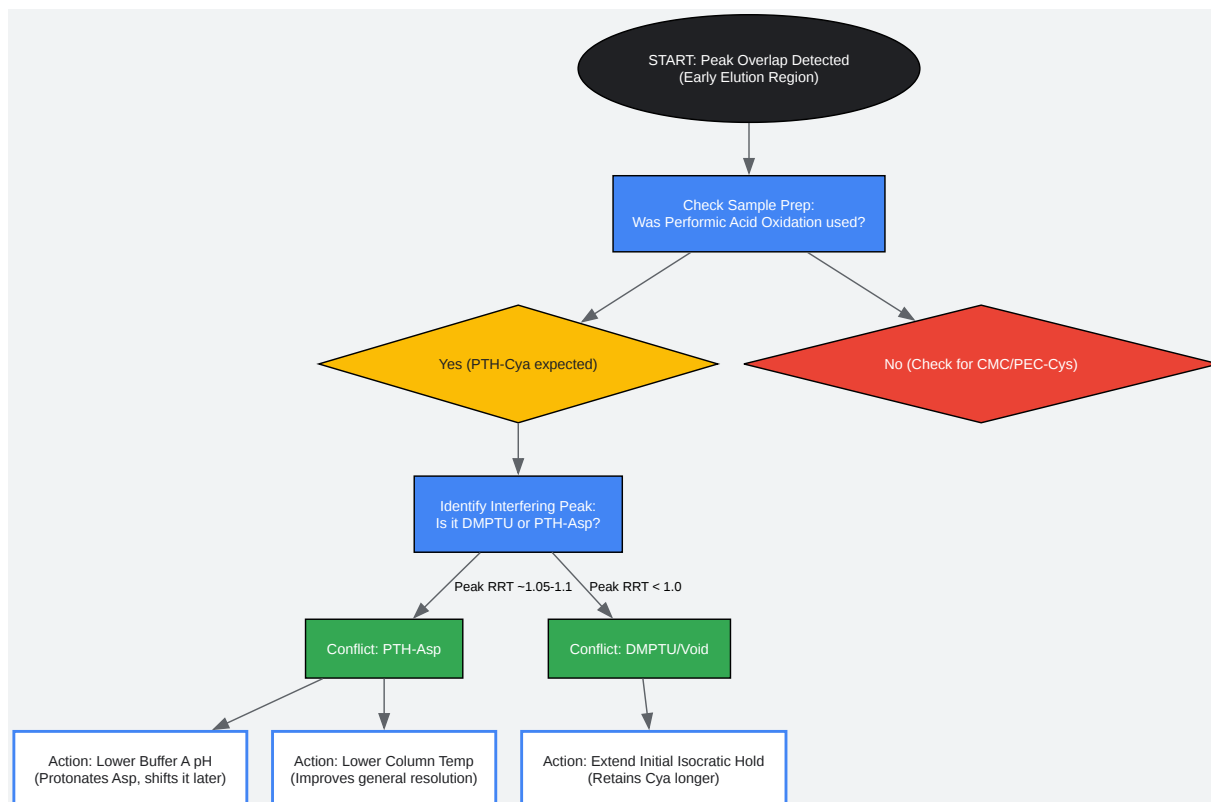 START: Peak Overlap Detected
(Early Elution Region)
Check Sample Prep:
Was Performic Acid Oxidation used?
Yes (PTH-Cya expected)
No (Check for CMC/PEC-Cys)
Identify Interfering Peak:
Is it DMPTU or PTH-Asp?
Peak RRT ~1.05-1.1
Peak RRT < 1.0
Conflict: PTH-Asp
Conflict: DMPTU/Void
Action: Lower Buffer A pH
(Protonates Asp, shifts it later)
Action: Lower Column Temp
(Improves general resolution)
Action: Extend Initial Isocratic Hold
(Retains Cya longer)